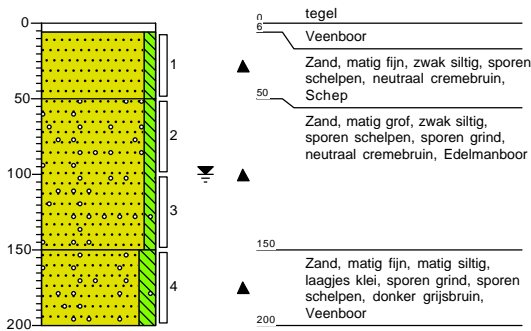 0
50
100
150
200
1
2
3
4
0
tegel
6
Veenboor
Zand, matig fijn, zwak siltig, sporen
schelpen, neutraal cremebruin,
Schep
50
Zand, matig grof, zwak siltig,
sporen schelpen, sporen grind,
neutraal cremebruin, Edelmanboor
150
Zand, matig fijn, matig siltig,
laagjes klei, sporen grind, sporen
schelpen, donker grijsbruin,
Veenboor
200